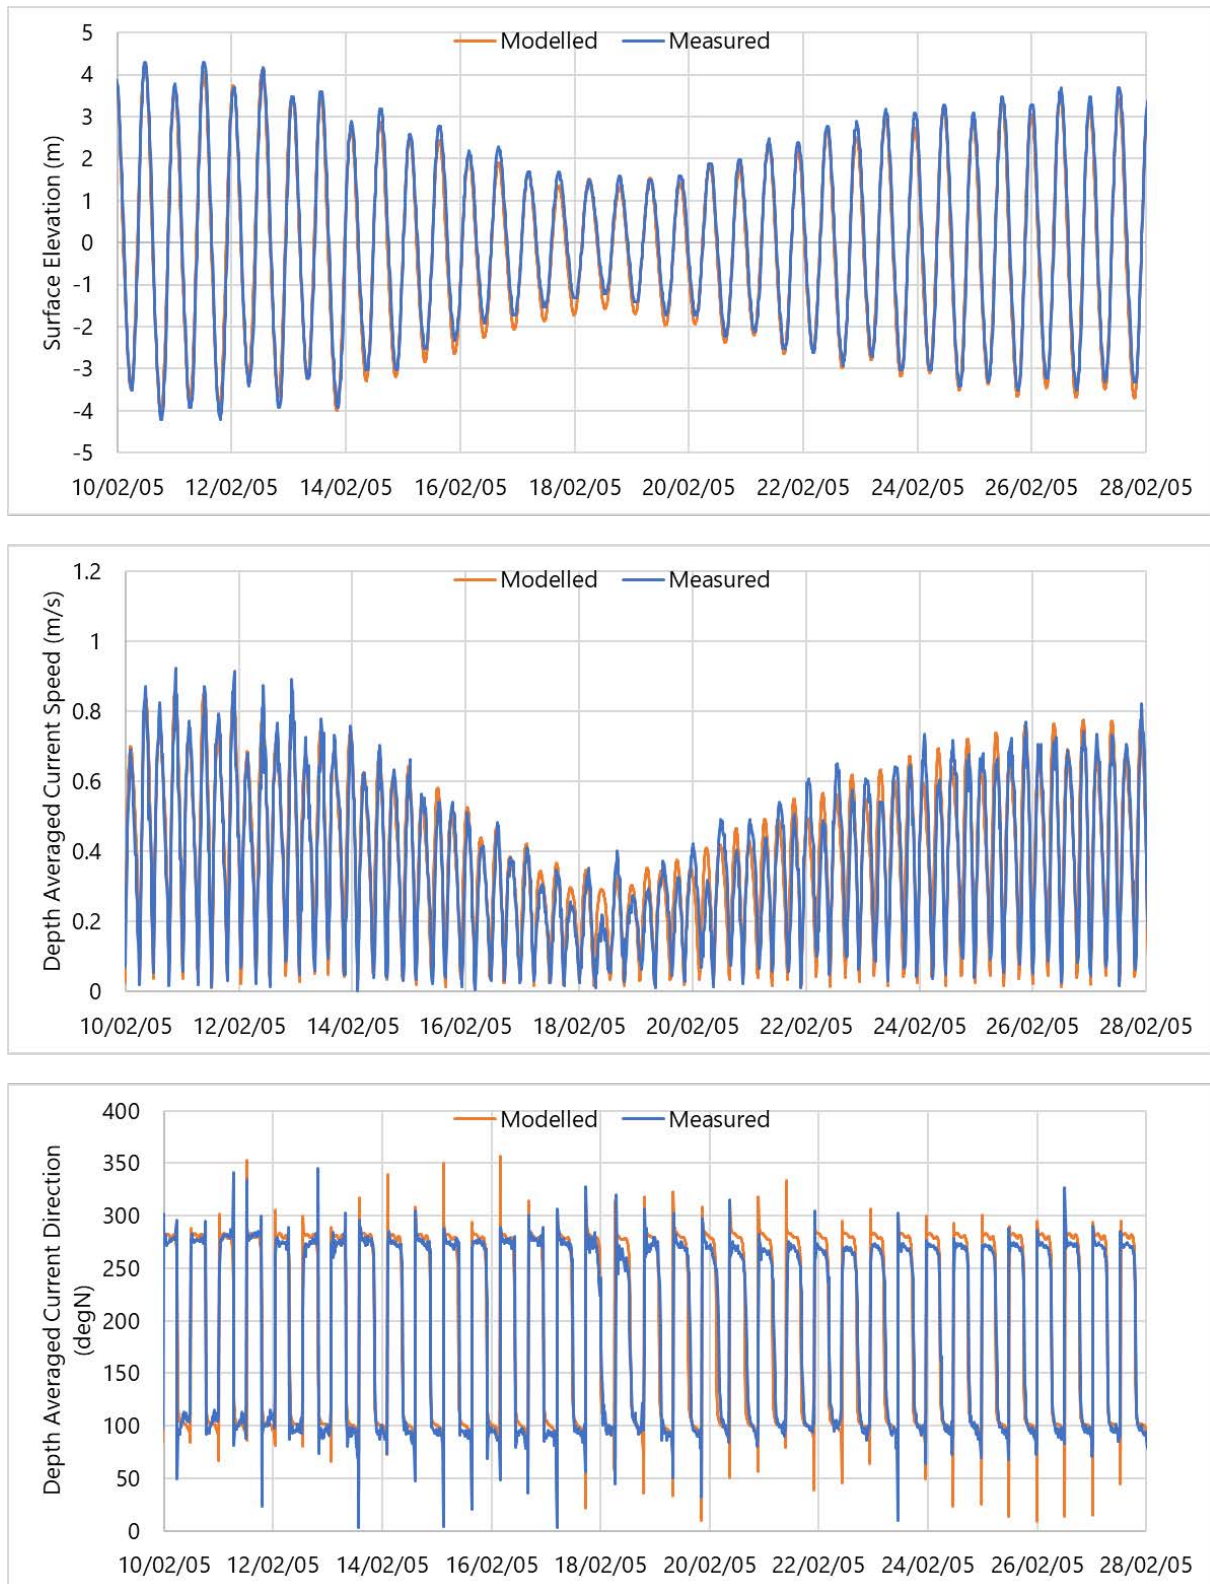 Modelled Measured
Surface Elevation (m)
5
4
3
2
1
0
-1
-2
-3
-4
-5
10/02/05 12/02/05 14/02/05 16/02/05 18/02/05 20/02/05 22/02/05 24/02/05 26/02/05 28/02/05
Modelled Measured
Depth Averaged Current Speed (m/s)
1.2
1
0.8
0.6
0.4
0.2
0
10/02/05 12/02/05 14/02/05 16/02/05 18/02/05 20/02/05 22/02/05 24/02/05 26/02/05 28/02/05
Modelled Measured
Depth Averaged Current Direction
(degN)
400
350
300
250
200
150
100
50
0
10/02/05 12/02/05 14/02/05 16/02/05 18/02/05 20/02/05 22/02/05 24/02/05 26/02/05 28/02/05